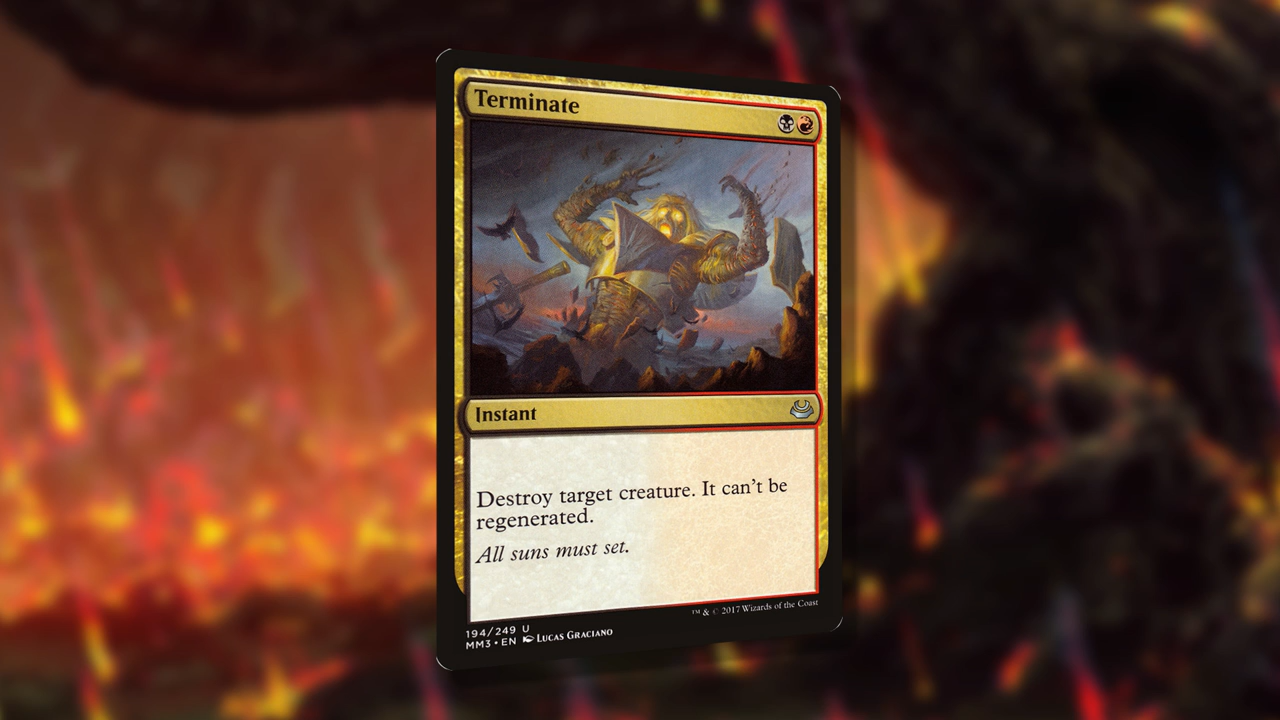 Terminate
Instant
Destroy target creature. It can't be
regenerated.
All suns must set.
™ & © 2017 Wizards of the Coast
194/249 U
MM3 • EN Lucas Graciano